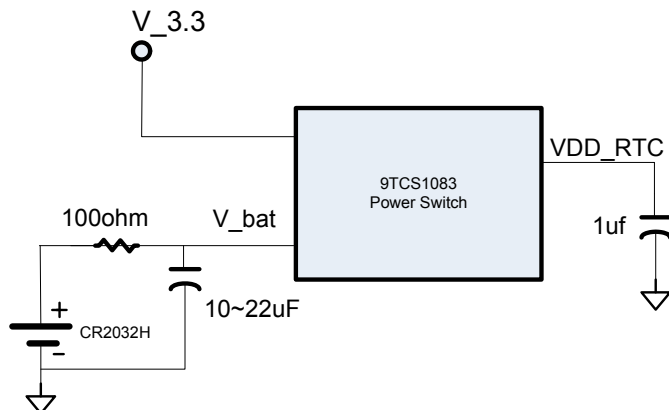 V_3.3
VDD_RTC
9TCS1083
Power Switch
100ohm
V_bat
1uf
10~22uF
+
CR2032H
-